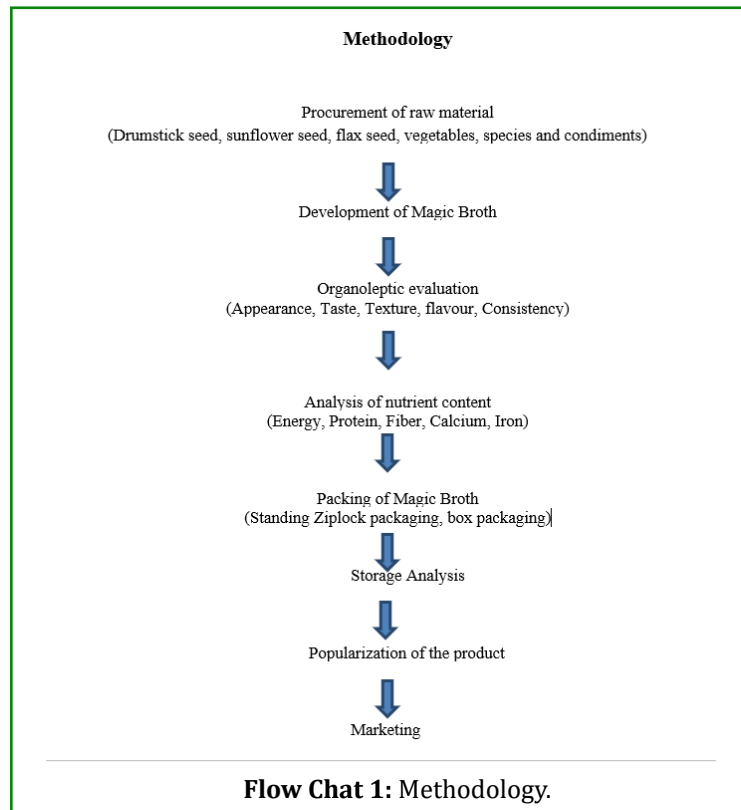 Methodology
Procurement of raw material
(Drumstick seed, sunflower seed, flax seed, vegetables, species and condiments)
Development of Magic Broth
Organoleptic evaluation
(Appearance, Taste, Texture, flavour, Consistency)
Analysis of nutrient content
(Energy, Protein, Fiber, Calcium, Iron)
Packing of Magic Broth
(Standing Ziplock packaging, box packaging)
Storage Analysis
Popularization of the product
Marketing
Flow Chat 1: Methodology.